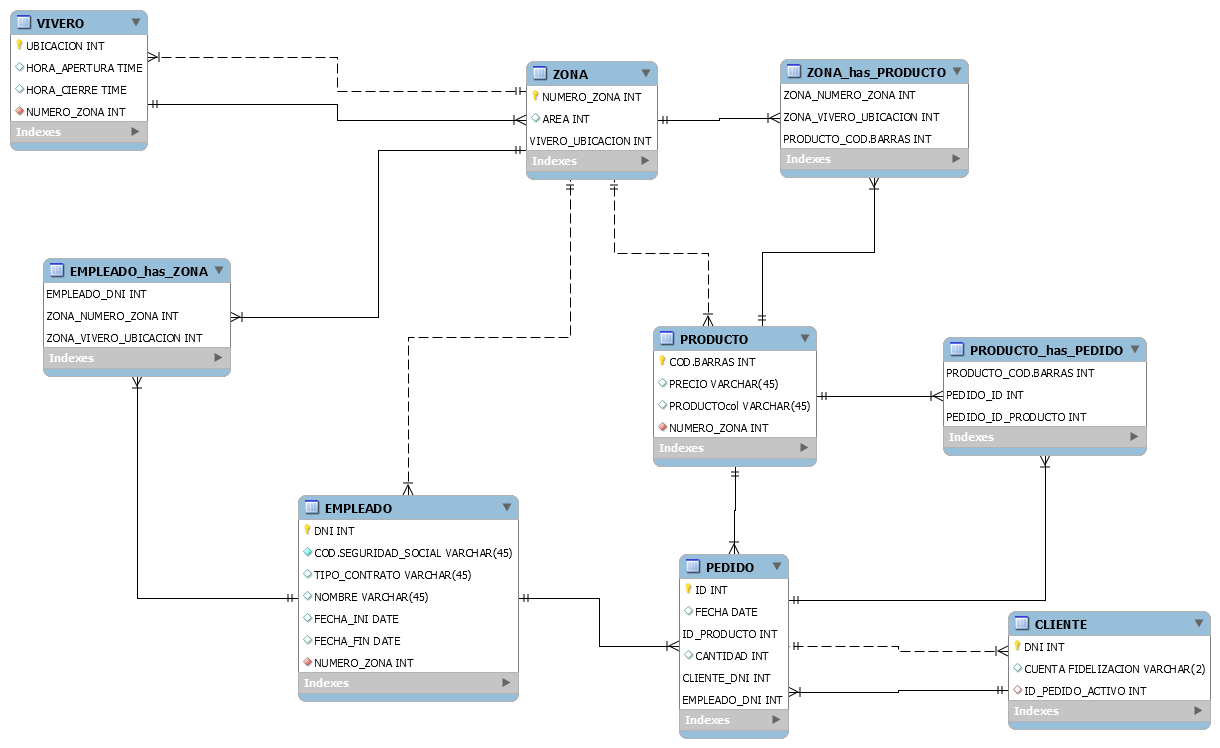 VIVERO
UBICACION INT
HORA_APERTURA TIME
HORA_CIERRE TIME
NUMERO_ZONA INT
Indexes
ZONA
NUMERO_ZONA INT
AREA INT
VIVERO_UBICACION INT
Indexes
ZONA_has_PRODUCTO
ZONA_NUMERO_ZONA INT
ZONA_VIVERO_UBICACION INT
PRODUCTO_COD.BARRAS INT
Indexes
EMPLEADO_has_ZONA
EMPLEADO_DNI INT
ZONA_NUMERO_ZONA INT
ZONA_VIVERO_UBICACION INT
Indexes
PRODUCTO
COD.BARRAS INT
PRECIO VARCHAR(45)
PRODUCTOcol VARCHAR(45)
NUMERO_ZONA INT
Indexes
PRODUCTO_has_PEDIDO
PRODUCTO_COD.BARRAS INT
PEDIDO_ID INT
PEDIDO_ID_PRODUCTO INT
Indexes
EMPLEADO
DNI INT
COD.SEGURIDAD_SOCIAL VARCHAR(45)
TIPO_CONTRATO VARCHAR(45)
NOMBRE VARCHAR(45)
FECHA_INI DATE
FECHA_FIN DATE
NUMERO_ZONA INT
Indexes
PEDIDO
ID INT
FECHA DATE
ID_PRODUCTO INT
CANTIDAD INT
CLIENTE_DNI INT
EMPLEADO_DNI INT
Indexes
CLIENTE
DNI INT
CUENTA FIDELIZACION VARCHAR(2)
ID_PEDIDO_ACTIVO INT
Indexes